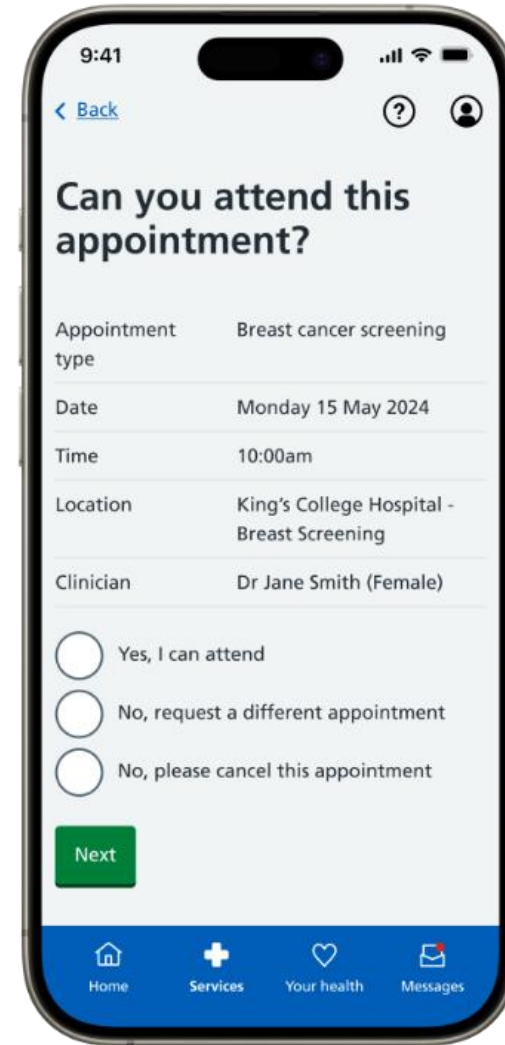 9:41
Back
?
Can you attend this
appointment?
Appointment Breast cancer screening
type
Date Monday 15 May 2024
Time 10:00am
Location King's College Hospital -
Breast Screening
Clinician Dr Jane Smith (Female)
Yes, I can attend
No, request a different appointment
No, please cancel this appointment
Next
Home Services Your health Messages